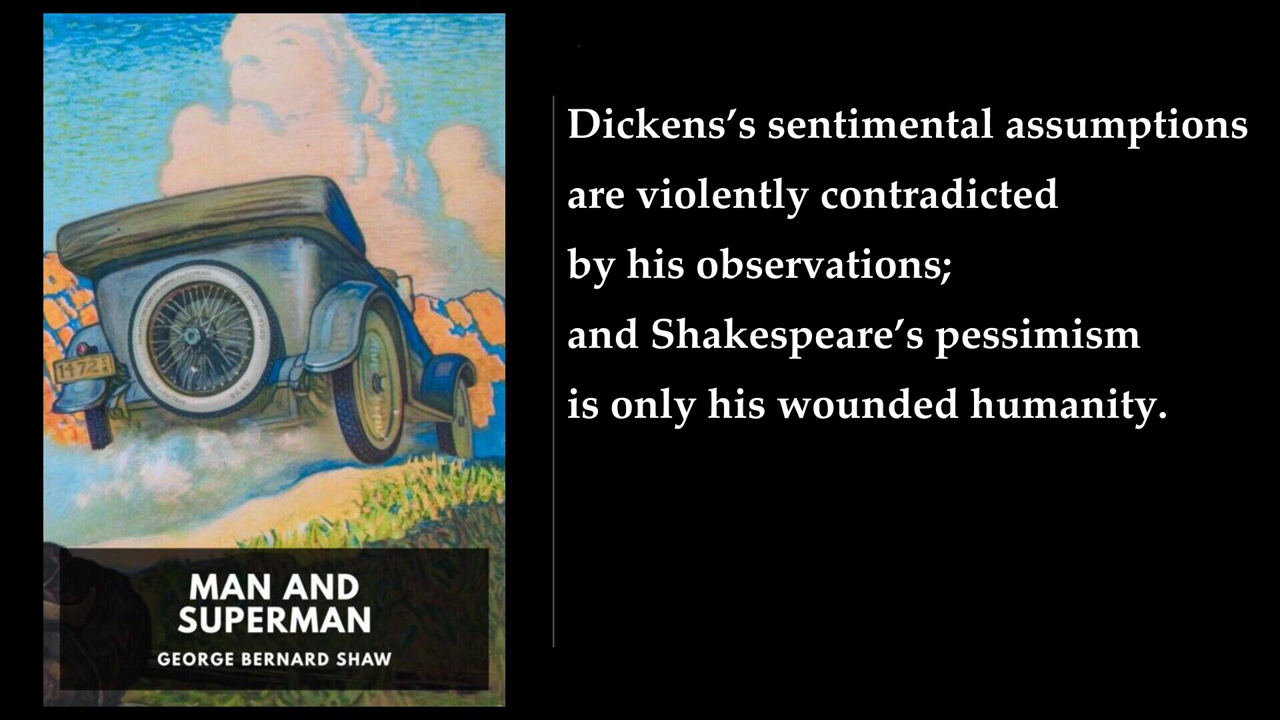 1472
MAN AND
SUPERMAN
GEORGE BERNARD SHAW
Dickens’s sentimental assumptions
are violently contradicted
by his observations;
and Shakespeare’s pessimism
is only his wounded humanity.